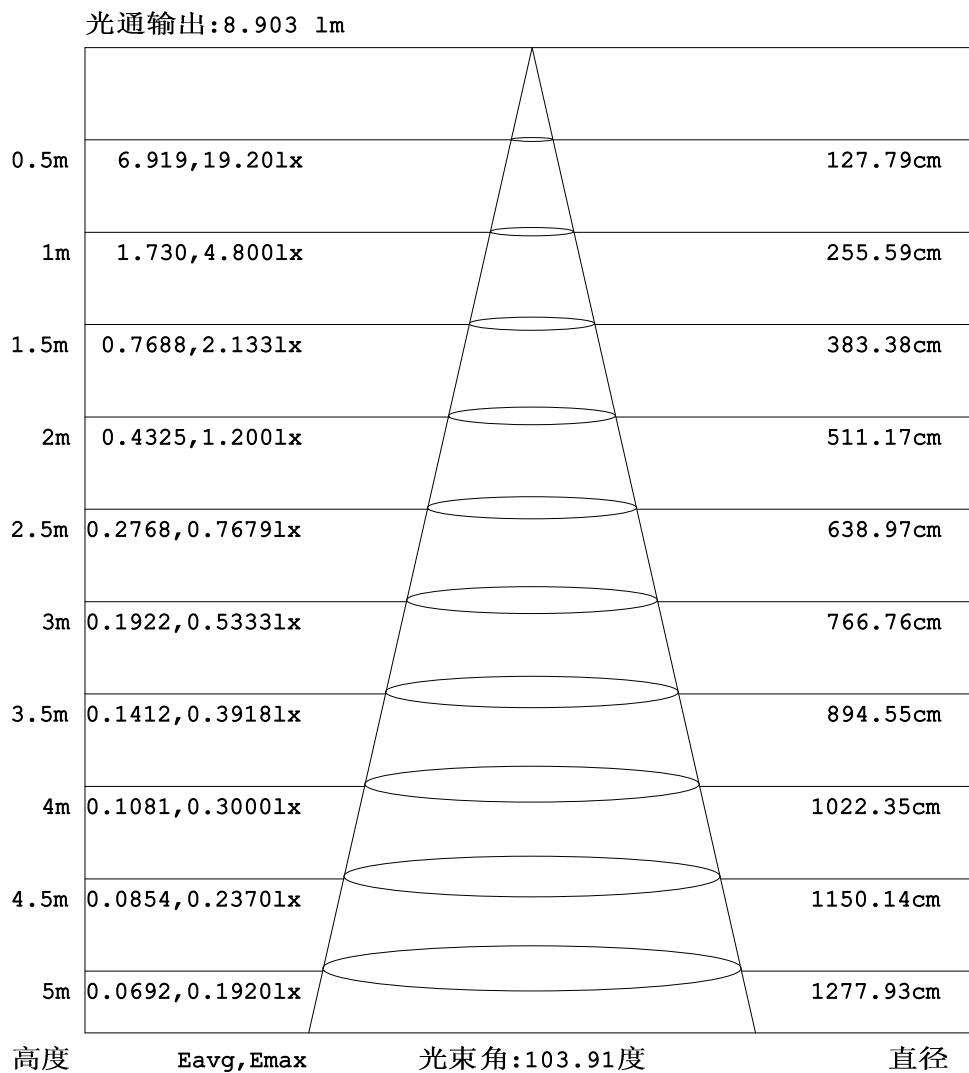 光通输出:8.903 lm
0.5m 6.919,19.20lx 127.79cm
1m 1.730,4.800lx 255.59cm
1.5m 0.7688,2.133lx 383.38cm
2m 0.4325,1.200lx 511.17cm
2.5m 0.2768,0.7679lx 638.97cm
3m 0.1922,0.5333lx 766.76cm
3.5m 0.1412,0.3918lx 894.55cm
4m 0.1081,0.3000lx 1022.35cm
4.5m 0.0854,0.2370lx 1150.14cm
5m 0.0692,0.1920lx 1277.93cm
高度 Eavg,Emax 光束角:103.91度 直径